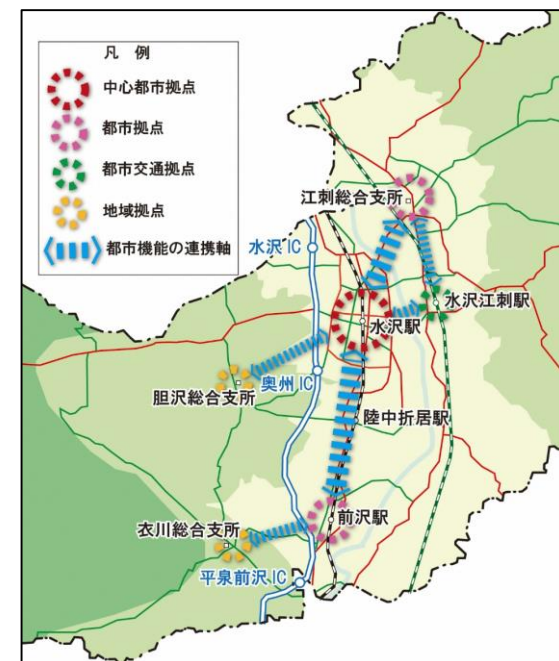 凡 例
中心都市拠点
都市拠点
都市交通拠点
地域拠点
都市機能の連携軸
江刺総合支所
水沢IC
水沢江刺駅
水沢駅
奥州IC
胆沢総合支所
陸中折居駅
前沢駅
衣川総合支所
平泉前沢IC